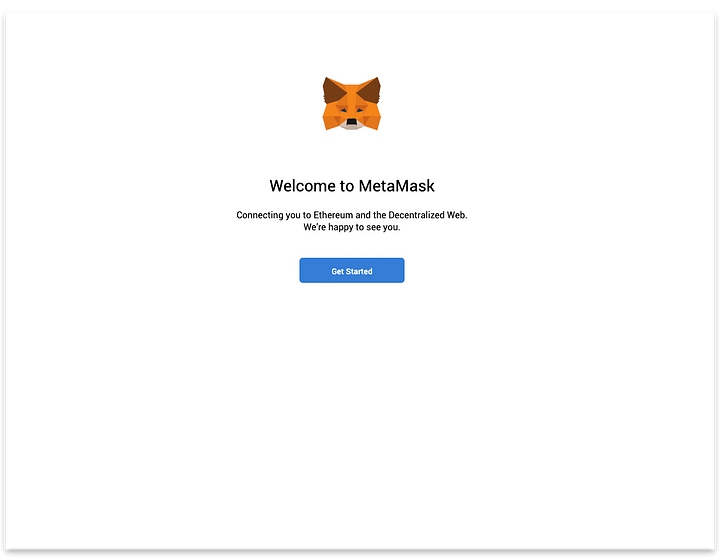 Welcome to MetaMask
Connecting you to Ethereum and the Decentralized Web.
We're happy to see you.
Get Started